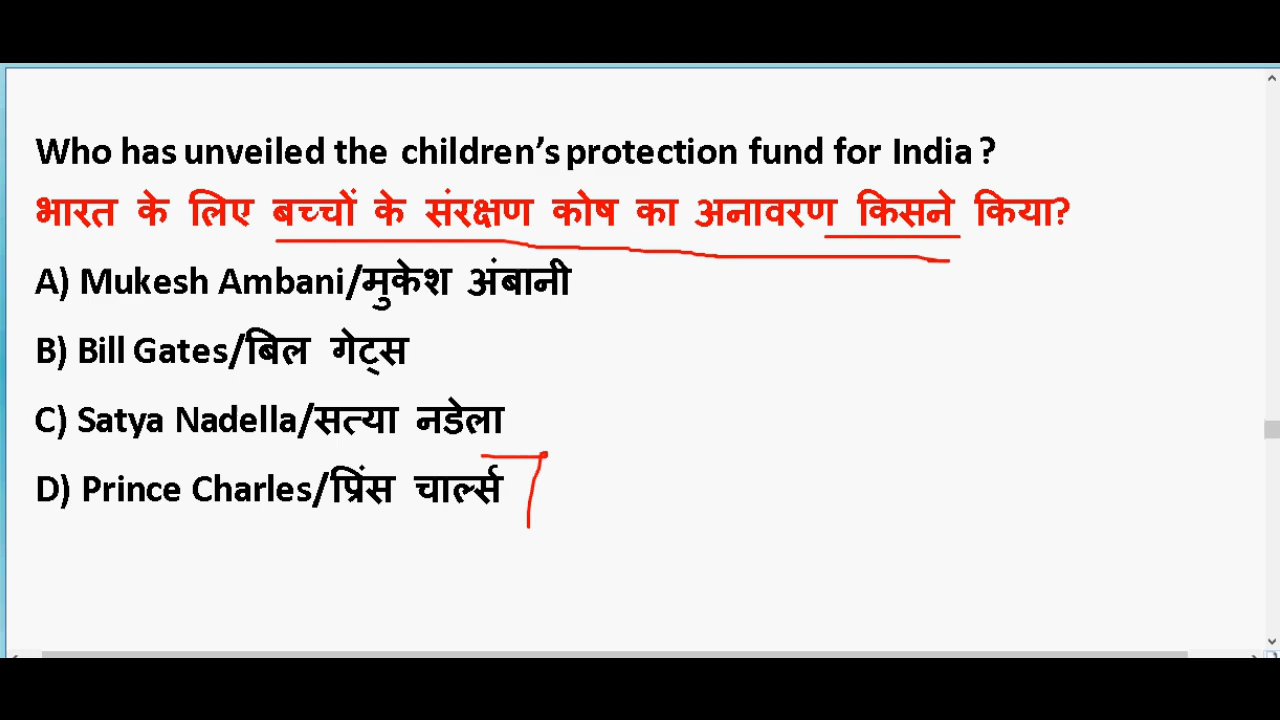 Who has unveiled the children's protection fund for India ?
भारत के लिए बच्चों के संरक्षण कोष का अनावरण किसने किया?
A) Mukesh Ambani/मुकेश अंबानी
B) Bill Gates/बिल गेट्स
C) Satya Nadella/सत्या नडेला
D) Prince Charles/प्रिंस चार्ल्स